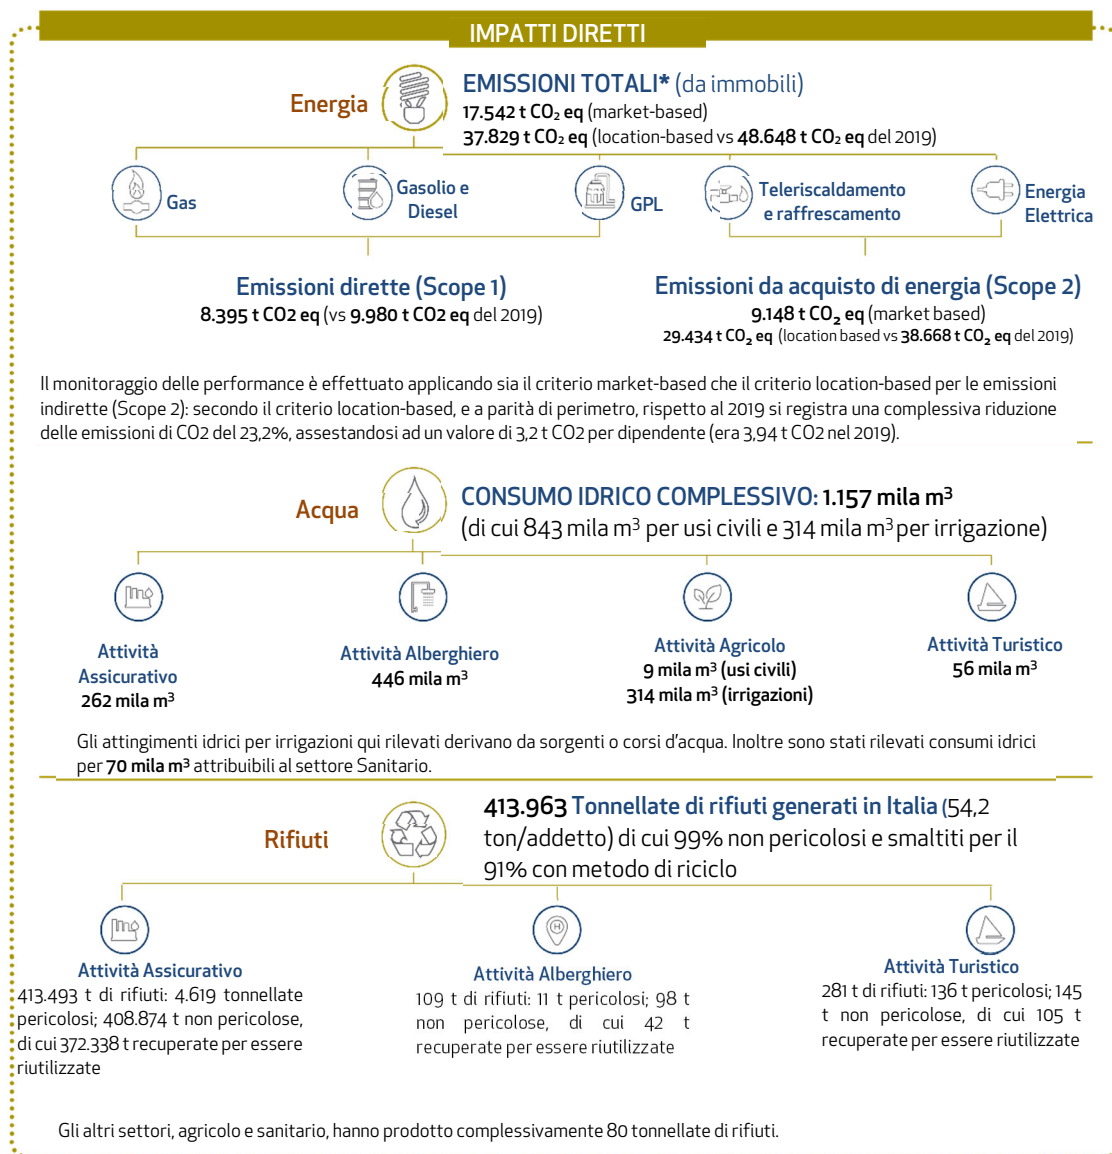 IMPATTI DIRETTI
Energia
EMISSIONI TOTALI* (da immobili)
17.542 t CO₂ eq (market-based)
37.829 t CO₂ eq (location-based vs 48.648 t CO₂ eq del 2019)
Gas
Gasolio e
Diesel
GPL
Teleriscaldamento
e raffrescamento
Energia
Elettrica
Emissioni dirette (Scope 1)
8.395 t CO2 eq (vs 9.980 t CO2 eq del 2019)
Emissioni da acquisto di energia (Scope 2)
9.148 t CO₂ eq (market based)
29.434 t CO₂ eq (location based vs 38.668 t CO₂ eq del 2019)
Il monitoraggio delle performance è effettuato applicando sia il criterio market-based che il criterio location-based per le emissioni
indirette (Scope 2): secondo il criterio location-based, e a parità di perimetro, rispetto al 2019 si registra una complessiva riduzione
delle emissioni di CO2 del 23,2%, assestandosi ad un valore di 3,2 t CO2 per dipendente (era 3,94 t CO2 nel 2019).
Acqua
CONSUMO IDRICO COMPLESSIVO: 1.157 mila m³
(di cui 843 mila m³ per usi civili e 314 mila m³ per irrigazione)
Attività
Assicurativo
262 mila m³
Attività Alberghiero
446 mila m³
Attività Agricolo
9 mila m³ (usi civili)
314 mila m³ (irrigazioni)
Attività Turistico
56 mila m³
Gli attingimenti idrici per irrigazioni qui rilevati derivano da sorgenti o corsi d'acqua. Inoltre sono stati rilevati consumi idrici
per 70 mila m³ attribuibili al settore Sanitario.
Rifiuti
413.963 Tonnellate di rifiuti generati in Italia (54,2
ton/addetto) di cui 99% non pericolosi e smaltiti per il
91% con metodo di riciclo
Attività Assicurativo
413.493 t di rifiuti: 4.619 tonnellate
pericolosi; 408.874 t non pericolose,
di cui 372.338 t recuperate per essere
riutilizzate
H
Attività Alberghiero
109 t di rifiuti: 11 t pericolosi; 98 t
non pericolose, di cui 42 t
recuperate per essere riutilizzate
Attività Turistico
281 t di rifiuti: 136 t pericolosi; 145
t non pericolose, di cui 105 t
recuperate per essere riutilizzate
Gli altri settori, agricolo e sanitario, hanno prodotto complessivamente 80 tonnellate di rifiuti.